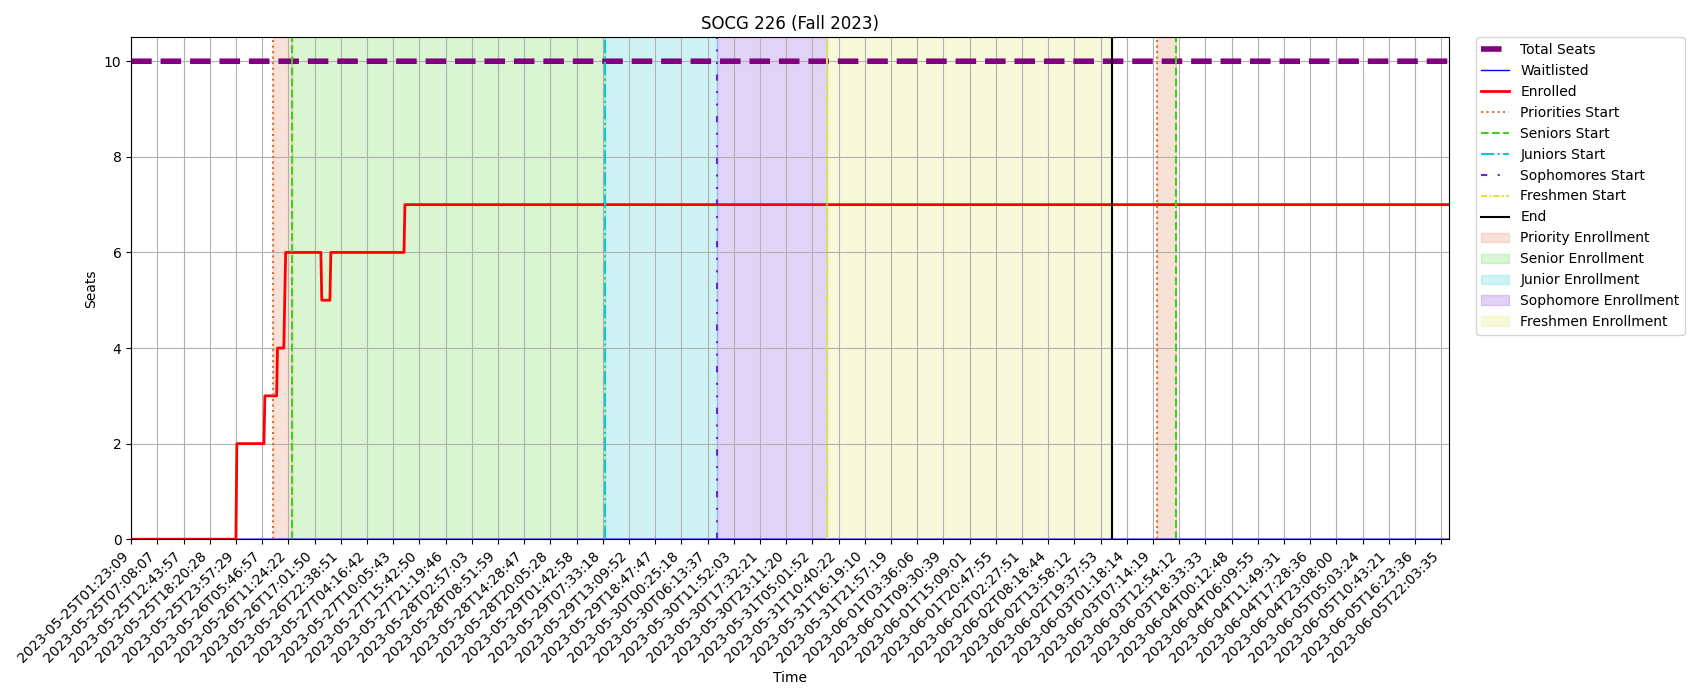 SOCG 226 (Fall 2023)
Seats
10
8
6
4
2
0
2023-05-25T01:23:09
2023-05-25T07:08:07
2023-05-25T12:43:57
2023-05-25T18:20:28
2023-05-25T23:57:29
2023-05-26T05:46:57
2023-05-26T11:24:22
2023-05-26T17:01:50
2023-05-26T22:38:51
2023-05-27T04:16:42
2023-05-27T10:05:43
2023-05-27T15:42:50
2023-05-27T21:19:46
2023-05-28T02:57:03
2023-05-28T08:51:59
2023-05-28T14:28:47
2023-05-28T20:05:28
2023-05-29T01:42:58
2023-05-29T07:33:18
2023-05-29T13:09:52
2023-05-29T18:47:47
2023-05-30T00:25:18
2023-05-30T06:13:37
2023-05-30T11:52:03
2023-05-30T17:32:21
2023-05-30T23:11:20
2023-05-31T05:01:52
2023-05-31T10:40:22
2023-05-31T16:19:10
2023-05-31T21:57:19
2023-06-01T03:36:06
2023-06-01T09:30:39
2023-06-01T15:09:01
2023-06-01T20:47:55
2023-06-02T02:27:51
2023-06-02T08:18:44
2023-06-02T13:58:12
2023-06-02T19:37:53
2023-06-03T01:18:14
2023-06-03T07:14:19
2023-06-03T12:54:12
2023-06-03T18:33:33
2023-06-04T00:12:48
2023-06-04T06:09:55
2023-06-04T11:49:31
2023-06-04T17:28:36
2023-06-04T23:08:00
2023-06-05T05:03:24
2023-06-05T10:43:21
2023-06-05T16:23:36
2023-06-05T22:03:35
Time
Total Seats
Waitlisted
Enrolled
Priorities Start
Seniors Start
Juniors Start
Sophomores Start
Freshmen Start
End
Priority Enrollment
Senior Enrollment
Junior Enrollment
Sophomore Enrollment
Freshmen Enrollment